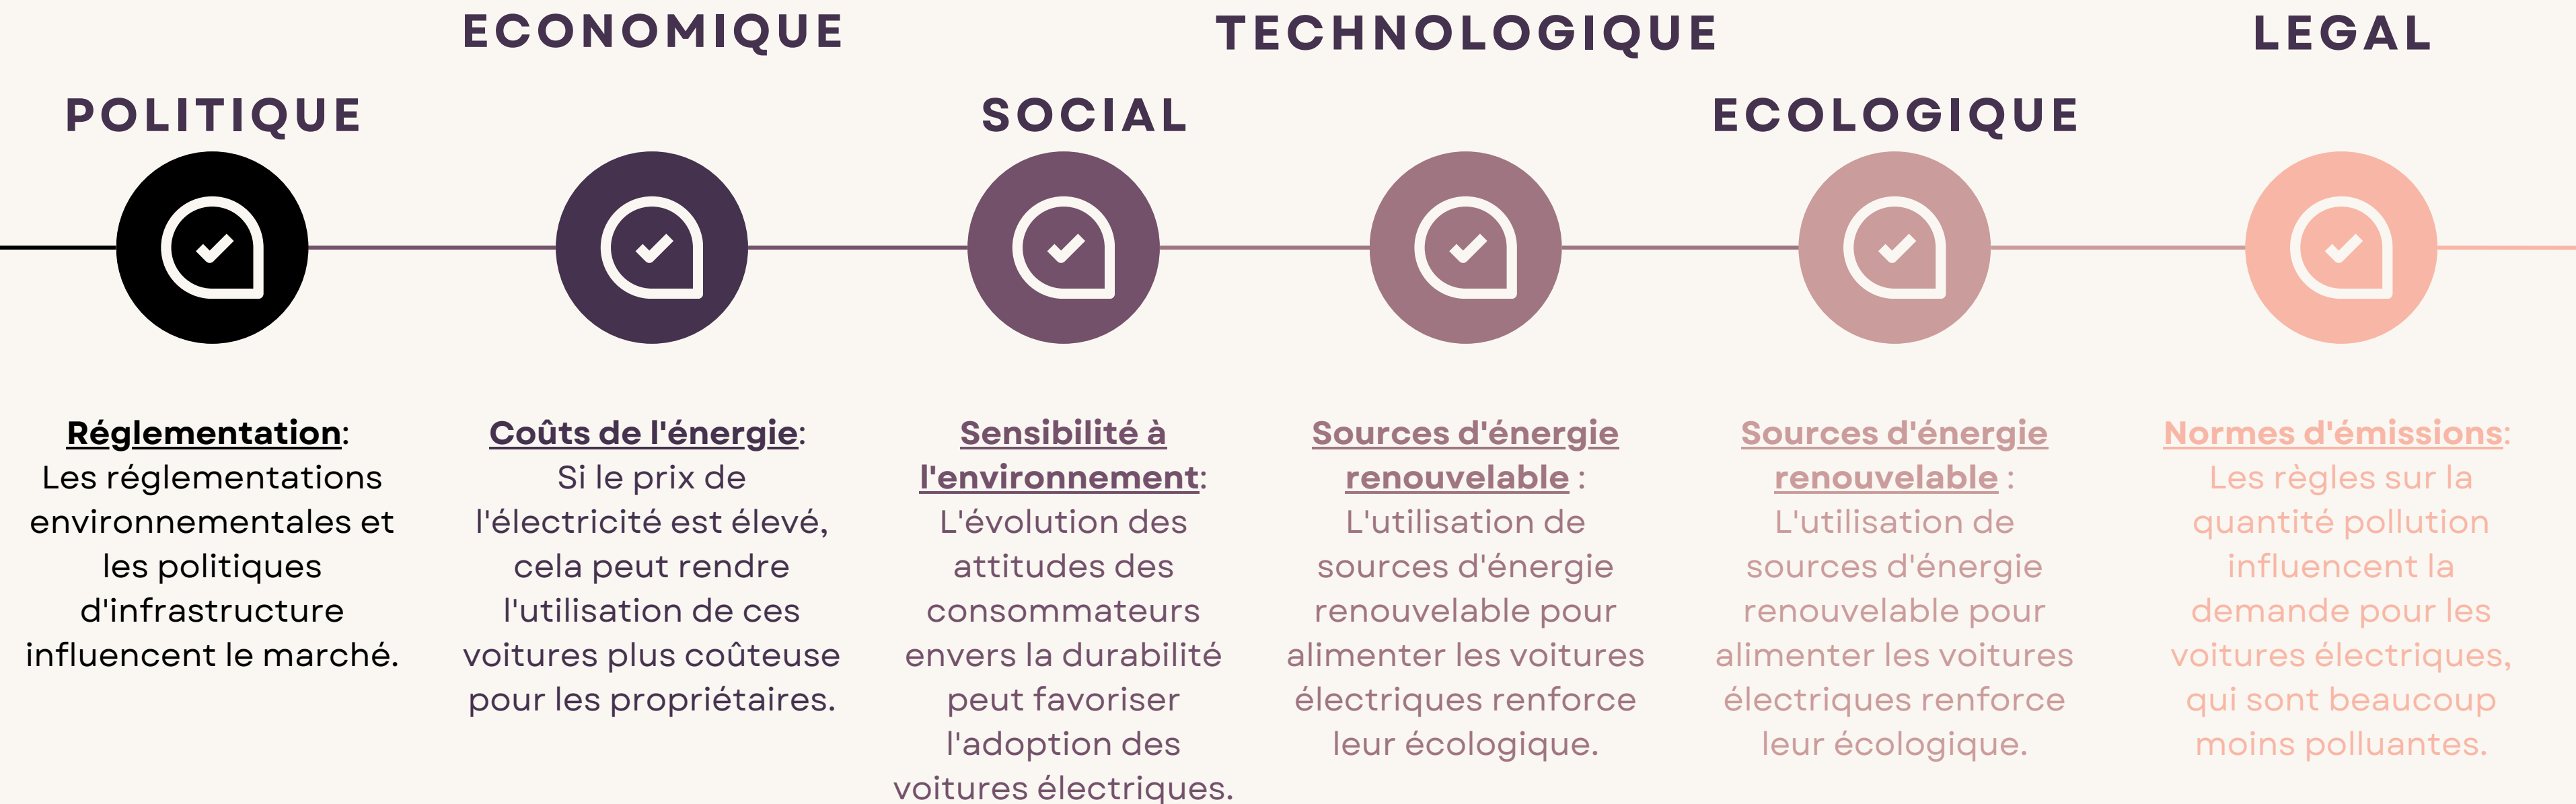 POLITIQUE
Réglementation:
Les réglementations
environnementales et
les politiques
d'infrastructure
influencent le marché.
ECONOMIQUE
Coûts de l'énergie:
Si le prix de
l'électricité est élevé,
cela peut rendre
l'utilisation de ces
voitures plus coûteuse
pour les propriétaires.
SOCIAL
Sensibilité à
l'environnement:
L'évolution des
attitudes des
consommateurs
envers la durabilité
peut favoriser
l'adoption des
voitures électriques.
TECHNOLOGIQUE
Sources d'énergie
renouvelable :
L'utilisation de
sources d'énergie
renouvelable pour
alimenter les voitures
électriques renforce
leur écologique.
ECOLOGIQUE
Sources d'énergie
renouvelable :
L'utilisation de
sources d'énergie
renouvelable pour
alimenter les voitures
électriques renforce
leur écologique.
LEGAL
Normes d'émissions:
Les règles sur la
quantité pollution
influencent la
demande pour les
voitures électriques,
qui sont beaucoup
moins polluantes.